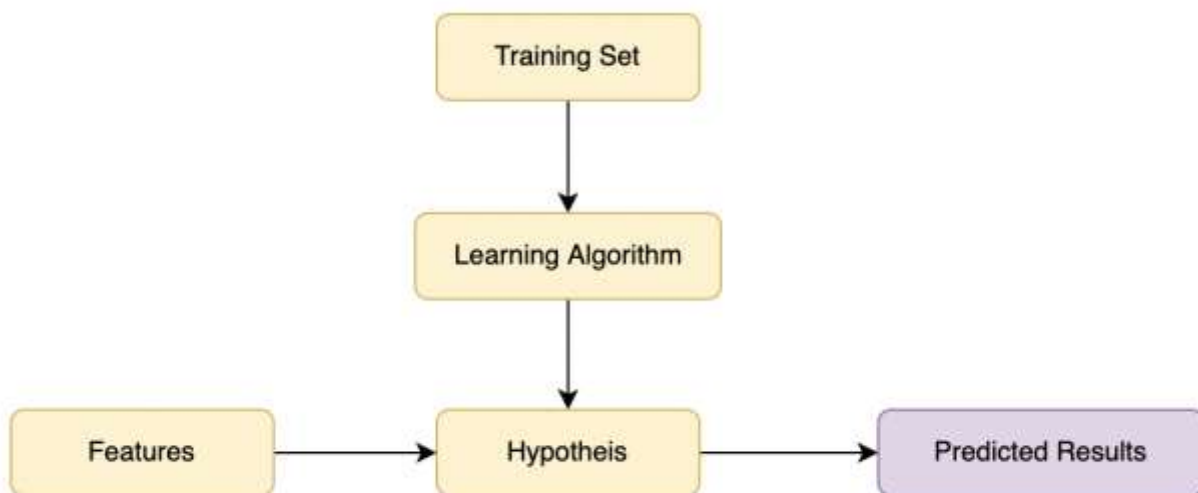 Training Set
Learning Algorithm
Features
Hypotheis
Predicted Results